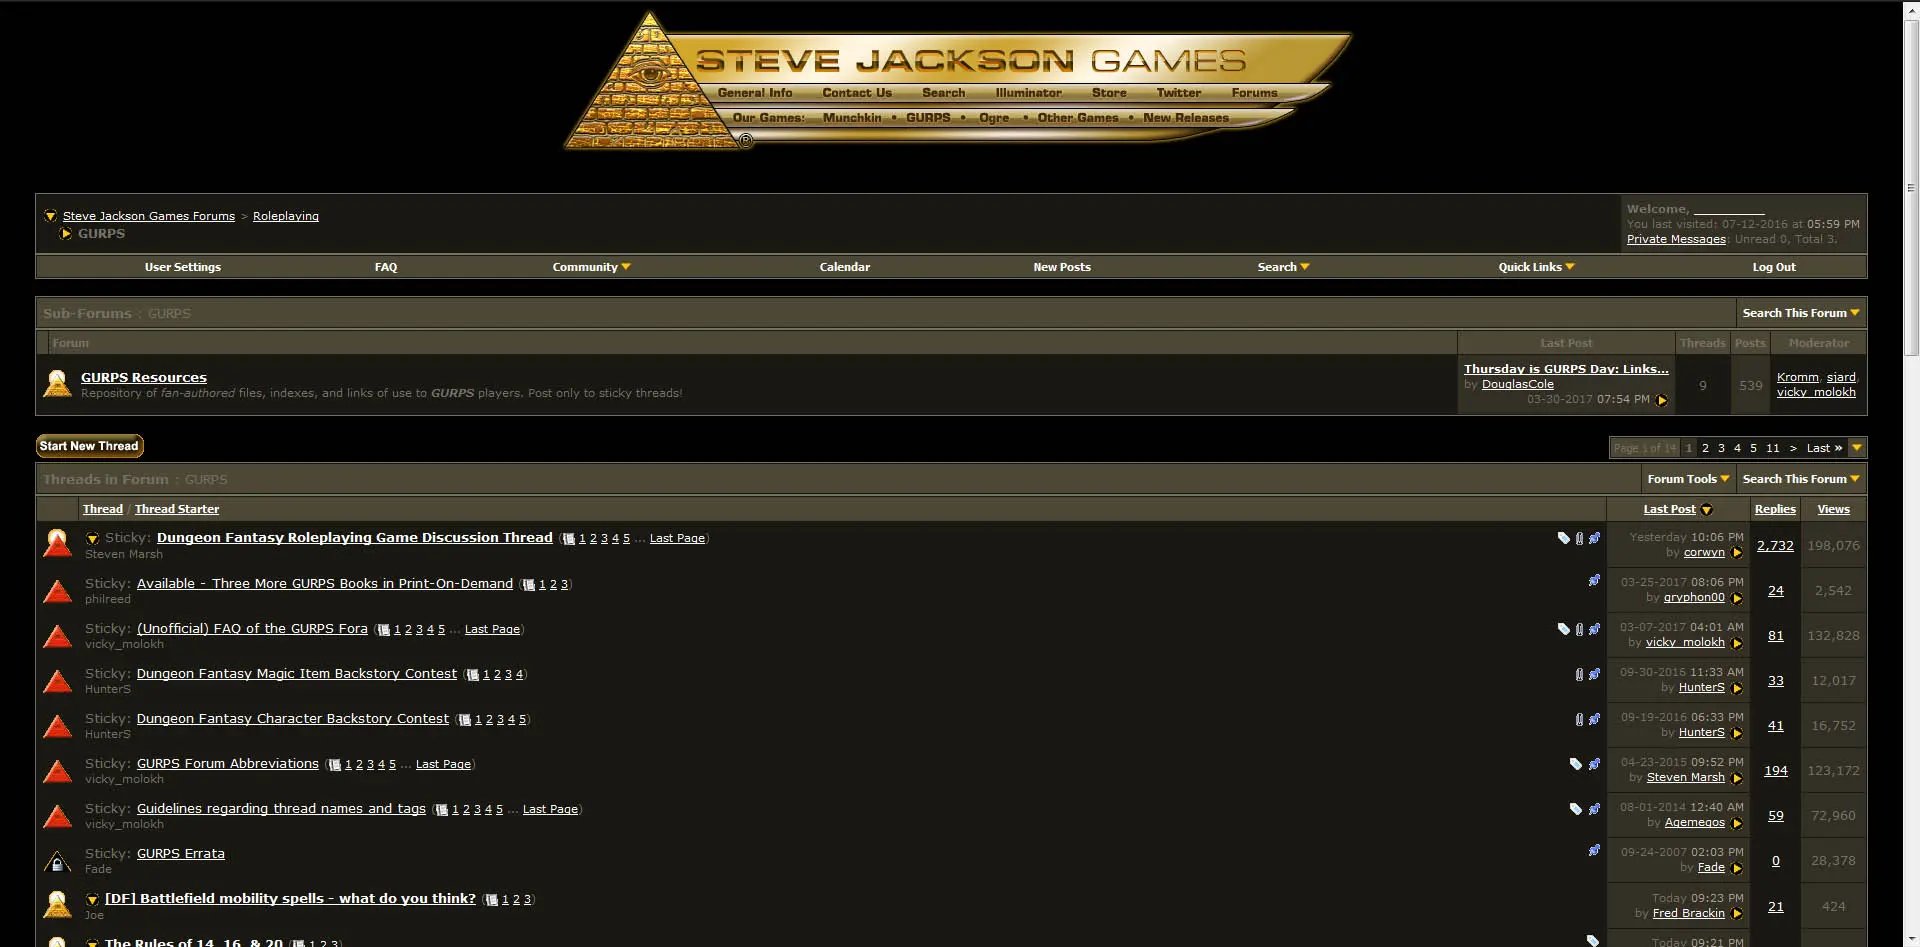 STEVE JACKSON GAMES
General Info Contact Us Search Illuminator Store Twitter Forums
Our Games: Munchkin • GURPS • Ogre • Other Games • New Releases
®
Steve Jackson Games Forums > Roleplaying
GURPS
Welcome,
You last visited: 07-12-2016 at 05:59 PM
Private Messages: Unread 0, Total 3.
User Settings FAQ Community Calendar New Posts Search Quick Links Log Out
Sub-Forums : GURPS Search This Forum
Forum Last Post Threads Posts Moderator
GURPS Resources
Repository of fan-authored files, indexes, and links of use to GURPS players. Post only to sticky threads!
Thursday is GURPS Day: Links...
by DouglasCole
03-30-2017 07:54 PM
9 539
Kromm, sjard,
vicky_molokh
Start New Thread
Page 1 of 14 1 2 3 4 5 11 > Last »
Threads in Forum : GURPS Forum Tools Search This Forum
Thread / Thread Starter Last Post Replies Views
Sticky: Dungeon Fantasy Roleplaying Game Discussion Thread ( 1 2 3 4 5 ... Last Page)
Steven Marsh
Yesterday 10:06 PM
by corwyn
2,732 198,076
Sticky: Available - Three More GURPS Books in Print-On-Demand ( 1 2 3)
philreed
03-25-2017 08:06 PM
by gryphon00
24 2,542
Sticky: (Unofficial) FAQ of the GURPS Fora ( 1 2 3 4 5 ... Last Page)
vicky_molokh
03-07-2017 04:01 AM
by vicky_molokh
81 132,828
Sticky: Dungeon Fantasy Magic Item Backstory Contest ( 1 2 3 4)
HunterS
09-30-2016 11:33 AM
by HunterS
33 12,017
Sticky: Dungeon Fantasy Character Backstory Contest ( 1 2 3 4 5)
HunterS
09-19-2016 06:33 PM
by HunterS
41 16,752
Sticky: GURPS Forum Abbreviations ( 1 2 3 4 5 ... Last Page)
vicky_molokh
04-23-2015 09:52 PM
by Steven Marsh
194 123,172
Sticky: Guidelines regarding thread names and tags ( 1 2 3 4 5 ... Last Page)
vicky_molokh
08-01-2014 12:40 AM
by Agemegos
59 72,960
Sticky: GURPS Errata
Fade
09-24-2007 02:03 PM
by Fade
0 28,378
[DF] Battlefield mobility spells - what do you think? ( 1 2 3)
Joe
Today 09:23 PM
by Fred Brackin
21 424
The Rules of 14, 16, & 20 ( 1 2 3)
Today 09:21 PM